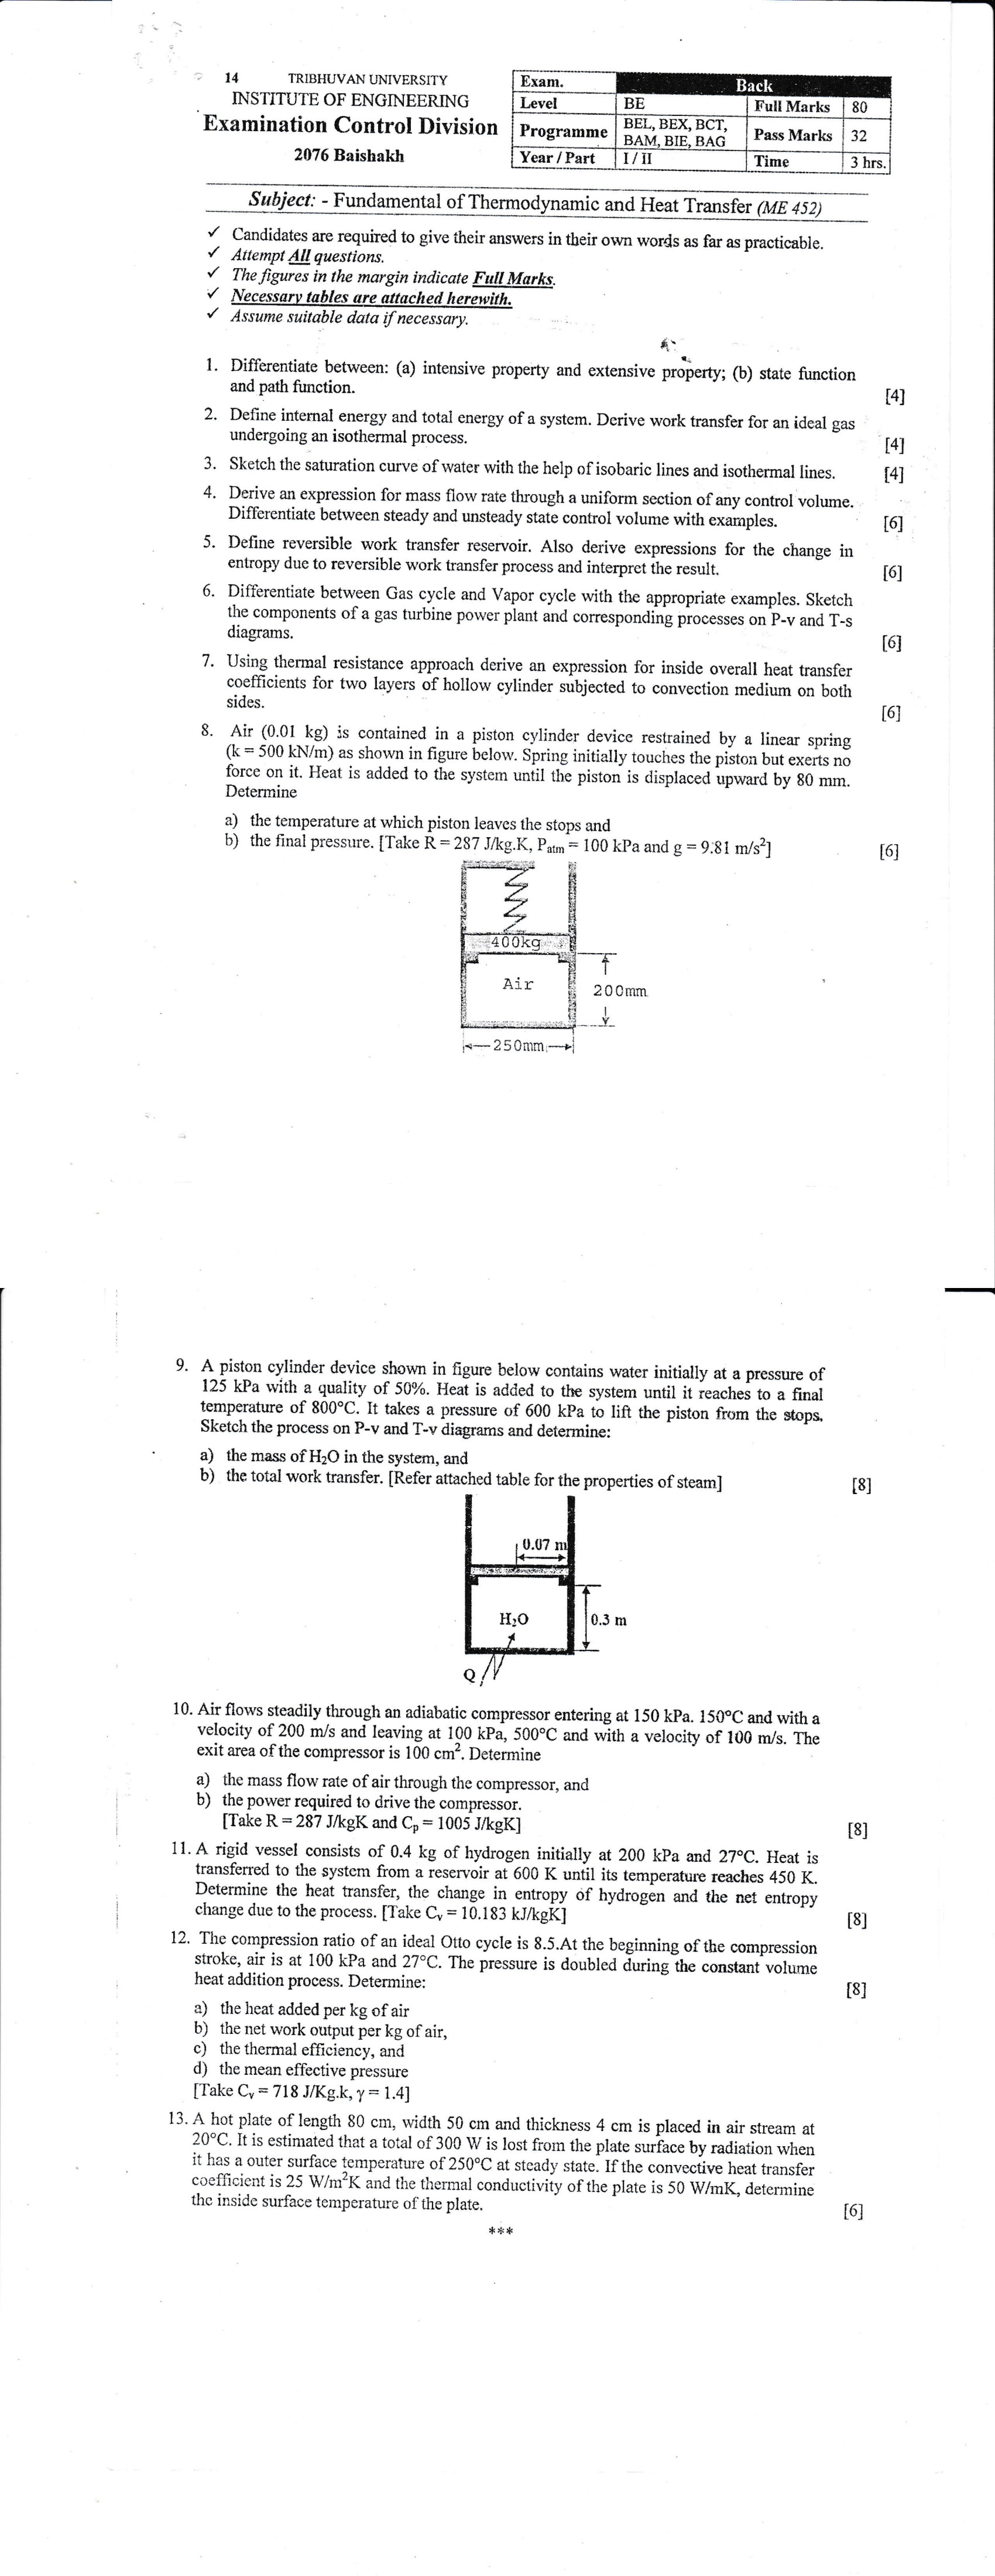 14 TRIBHUVAN UNIVERSITY
INSTITUTE OF ENGINEERING
Examination Control Division
2076 Baishakh
Exam. Back
Level BE Full Marks 80
Programme BEL, BEX, BCT, BAM, BIE, BAG Pass Marks 32
Year / Part I / II Time 3 hrs.
Subject: - Fundamental of Thermodynamic and Heat Transfer (ME 452)
✓ Candidates are required to give their answers in their own words as far as practicable.
✓ Attempt All questions.
✓ The figures in the margin indicate Full Marks.
✓ Necessary tables are attached herewith.
✓ Assume suitable data if necessary.
1. Differentiate between: (a) intensive property and extensive property; (b) state function
and path function. [4]
2. Define internal energy and total energy of a system. Derive work transfer for an ideal gas
undergoing an isothermal process. [4]
3. Sketch the saturation curve of water with the help of isobaric lines and isothermal lines. [4]
4. Derive an expression for mass flow rate through a uniform section of any control volume.
Differentiate between steady and unsteady state control volume with examples. [6]
5. Define reversible work transfer reservoir. Also derive expressions for the change in
entropy due to reversible work transfer process and interpret the result. [6]
6. Differentiate between Gas cycle and Vapor cycle with the appropriate examples. Sketch
the components of a gas turbine power plant and corresponding processes on P-v and T-s
diagrams. [6]
7. Using thermal resistance approach derive an expression for inside overall heat transfer
coefficients for two layers of hollow cylinder subjected to convection medium on both
sides. [6]
8. Air (0.01 kg) is contained in a piston cylinder device restrained by a linear spring
(k = 500 kN/m) as shown in figure below. Spring initially touches the piston but exerts no
force on it. Heat is added to the system until the piston is displaced upward by 80 mm.
Determine
a) the temperature at which piston leaves the stops and
b) the final pressure. [Take R = 287 J/kg.K, Patm = 100 kPa and g = 9.81 m/s²] [6]
400kg
Air
200mm
250mm
9. A piston cylinder device shown in figure below contains water initially at a pressure of
125 kPa with a quality of 50%. Heat is added to the system until it reaches to a final
temperature of 800°C. It takes a pressure of 600 kPa to lift the piston from the stops.
Sketch the process on P-v and T-v diagrams and determine:
a) the mass of H₂O in the system, and
b) the total work transfer. [Refer attached table for the properties of steam] [8]
0.07 m
H₂O
0.3 m
Q
10. Air flows steadily through an adiabatic compressor entering at 150 kPa. 150°C and with a
velocity of 200 m/s and leaving at 100 kPa, 500°C and with a velocity of 100 m/s. The
exit area of the compressor is 100 cm². Determine
a) the mass flow rate of air through the compressor, and
b) the power required to drive the compressor.
[Take R = 287 J/kgK and Cp = 1005 J/kgK] [8]
11. A rigid vessel consists of 0.4 kg of hydrogen initially at 200 kPa and 27°C. Heat is
transferred to the system from a reservoir at 600 K until its temperature reaches 450 K.
Determine the heat transfer, the change in entropy of hydrogen and the net entropy
change due to the process. [Take Cv = 10.183 kJ/kgK] [8]
12. The compression ratio of an ideal Otto cycle is 8.5.At the beginning of the compression
stroke, air is at 100 kPa and 27°C. The pressure is doubled during the constant volume
heat addition process. Determine: [8]
a) the heat added per kg of air
b) the net work output per kg of air,
c) the thermal efficiency, and
d) the mean effective pressure
[Take Cv = 718 J/Kg.k, γ = 1.4]
13. A hot plate of length 80 cm, width 50 cm and thickness 4 cm is placed in air stream at
20°C. It is estimated that a total of 300 W is lost from the plate surface by radiation when
it has a outer surface temperature of 250°C at steady state. If the convective heat transfer
coefficient is 25 W/m²K and the thermal conductivity of the plate is 50 W/mK, determine
the inside surface temperature of the plate. [6]
***